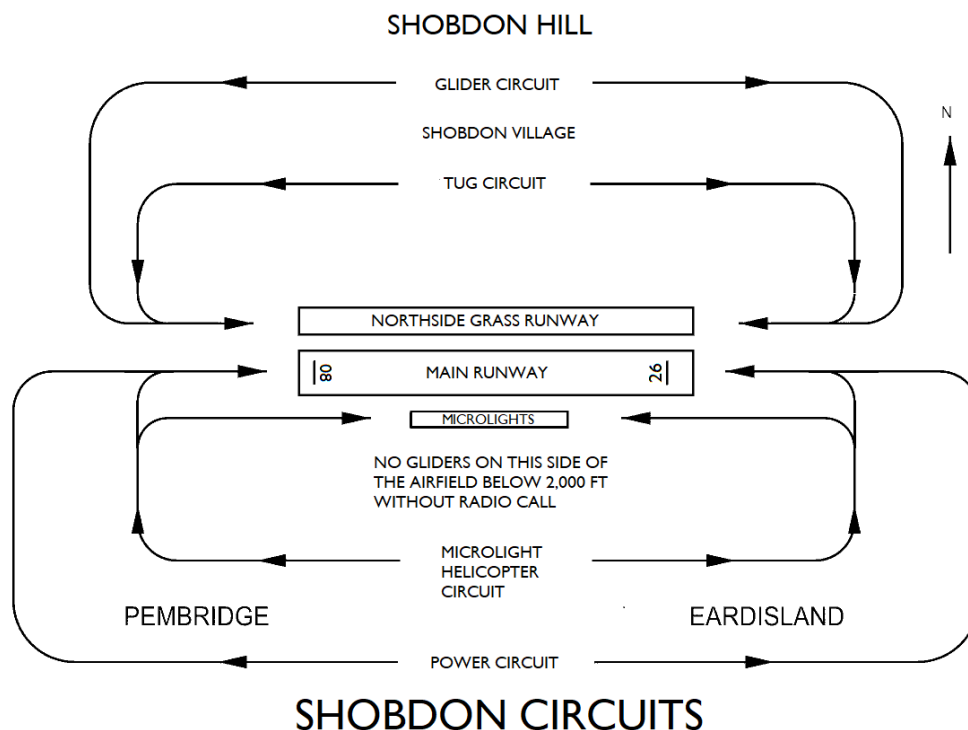 SHOBDON HILL
GLIDER CIRCUIT
SHOBDON VILLAGE
N
TUG CIRCUIT
NORTHSIDE GRASS RUNWAY
08
MAIN RUNWAY
26
MICROLIGHTS
NO GLIDERS ON THIS SIDE OF
THE AIRFIELD BELOW 2,000 FT
WITHOUT RADIO CALL
MICROLIGHT
HELICOPTER
CIRCUIT
PEMBRIDGE
EARDISLAND
POWER CIRCUIT
SHOBDON CIRCUITS